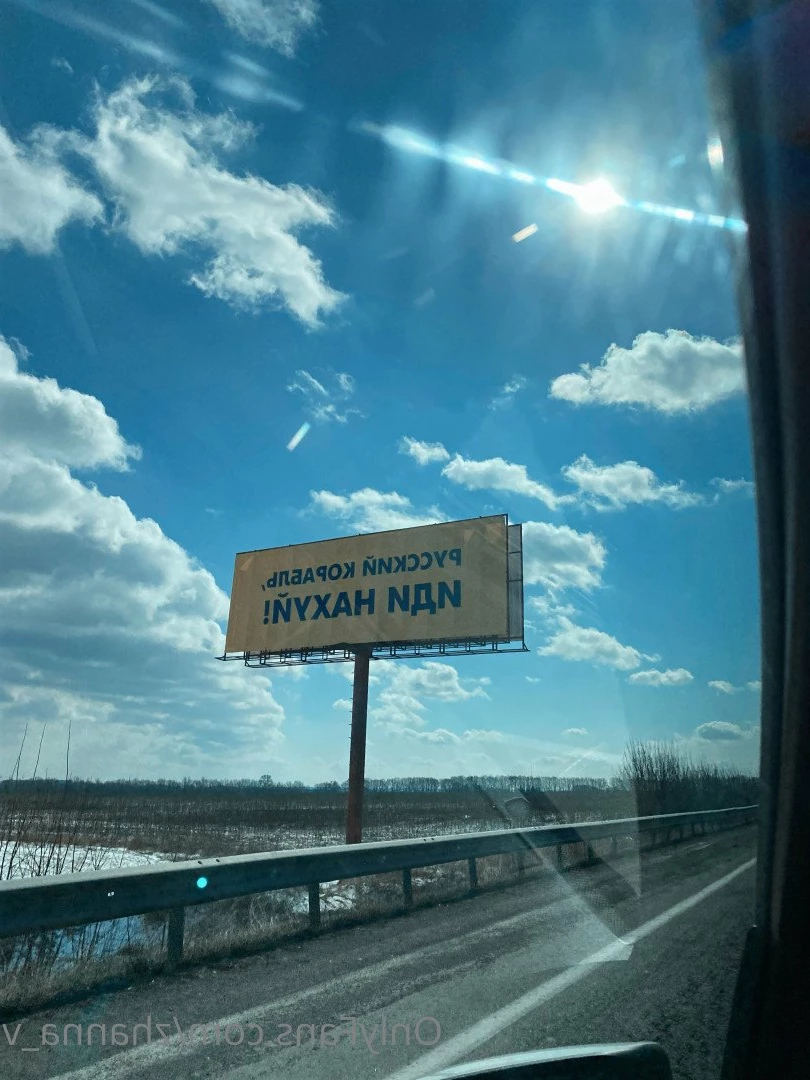 РУССКИЙ КОРАБЛЬ,
ИДИ НАХУЙ!
OnlyFans.com/zhanna_v